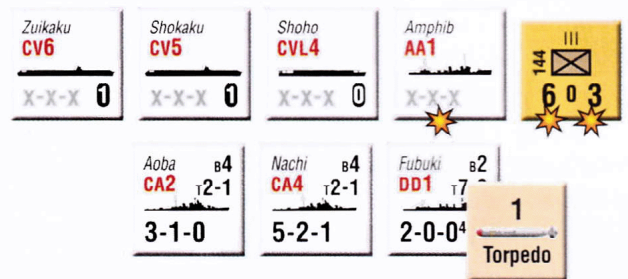 Zuikaku
CV6
X-X-X 1
Shokaku
CV5
X-X-X 1
Shoho
CVL4
X-X-X 0
Amphib
AA1
X-X-X
III
144
6 0 3
Aoba B4
CA2 T2-1
3-1-0
Nachi B4
CA4 T2-1
5-2-1
Fubuki B2
DD1 T7-
2-0-0⁴
1
Torpedo